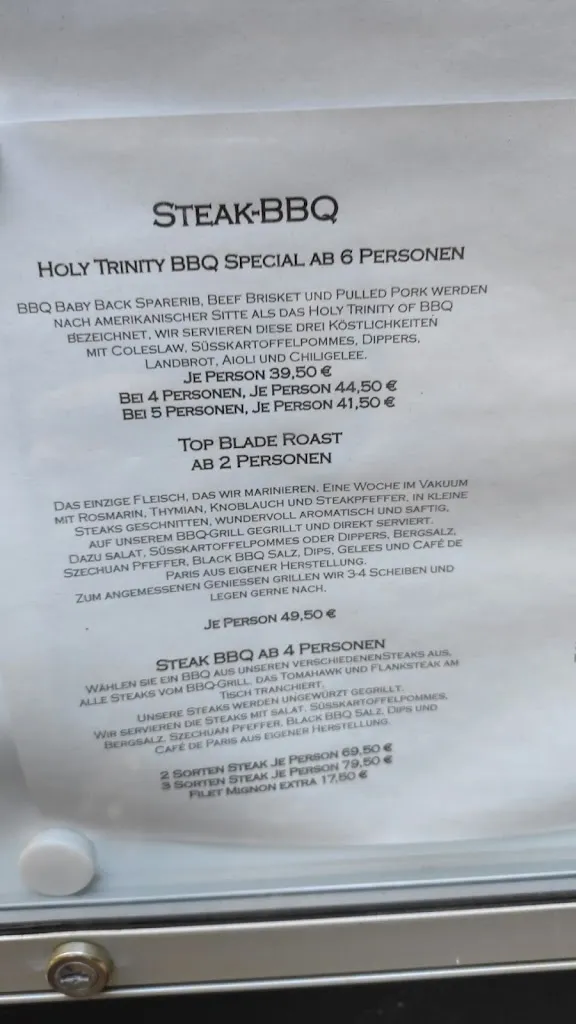 Steak-BBQ
Holy Trinity BBQ Special ab 6 Personen
BBQ Baby Back Sparerib, Beef Brisket und Pulled Pork werden
nach amerikanischer Sitte als das Holy Trinity of BBQ
bezeichnet, wir servieren diese drei Köstlichkeiten
mit Coleslaw, Süsskartoffelpommes, Dippers,
Landbrot, Aioli und Chiligelee.
Je Person 39,50 €
Bei 4 Personen, je Person 44,50 €
Bei 5 Personen, je Person 41,50 €
Top Blade Roast
ab 2 Personen
Das einzige Fleisch, das wir marinieren. Eine Woche im Vakuum
mit Rosmarin, Thymian, Knoblauch und Steakpfeffer, in kleine
Steaks geschnitten, wundervoll aromatisch und saftig,
auf unserem BBQ-Grill gegrillt und direkt serviert.
Dazu Salat, Süsskartoffelpommes oder Dippers, Bergsalz,
Szechuan Pfeffer, Black BBQ Salz, Dips, Gelees und Café de
Paris aus eigener Herstellung.
Zum angemessenen Geniessen grillen wir 3-4 Scheiben und
legen gerne nach.
Je Person 49,50 €
Steak BBQ ab 4 Personen
Wählen Sie ein BBQ aus unseren verschiedenenSteaks aus,
alle Steaks vom BBQ-Grill, das Tomahawk und Flanksteak am
Tisch tranchiert.
Unsere Steaks werden ungewürzt gegrillt.
Wir servieren die Steaks mit Salat, Süsskartoffelpommes,
Bergsalz, Szechuan Pfeffer, Black BBQ Salz, Dips und
Café de Paris aus eigener Herstellung.
2 Sorten Steak je Person 69,50 €
3 Sorten Steak je Person 79,50 €
Filet Mignon extra 17,50 €